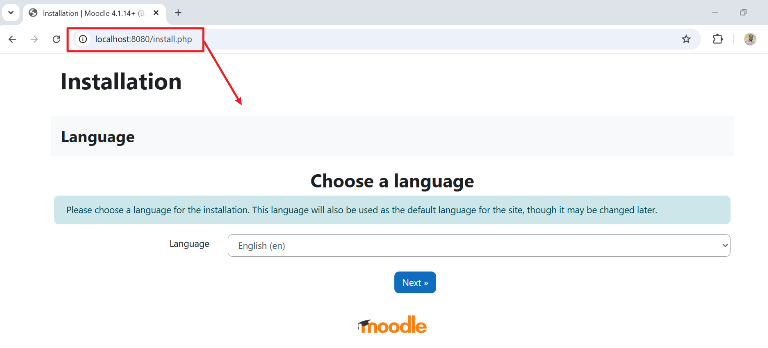 Installation | Moodle 4.1.14+ (B
localhost:8080/install.php
Installation
Language
Choose a language
Please choose a language for the installation. This language will also be used as the default language for the site, though it may be changed later.
Language English (en)
Next »
moodle